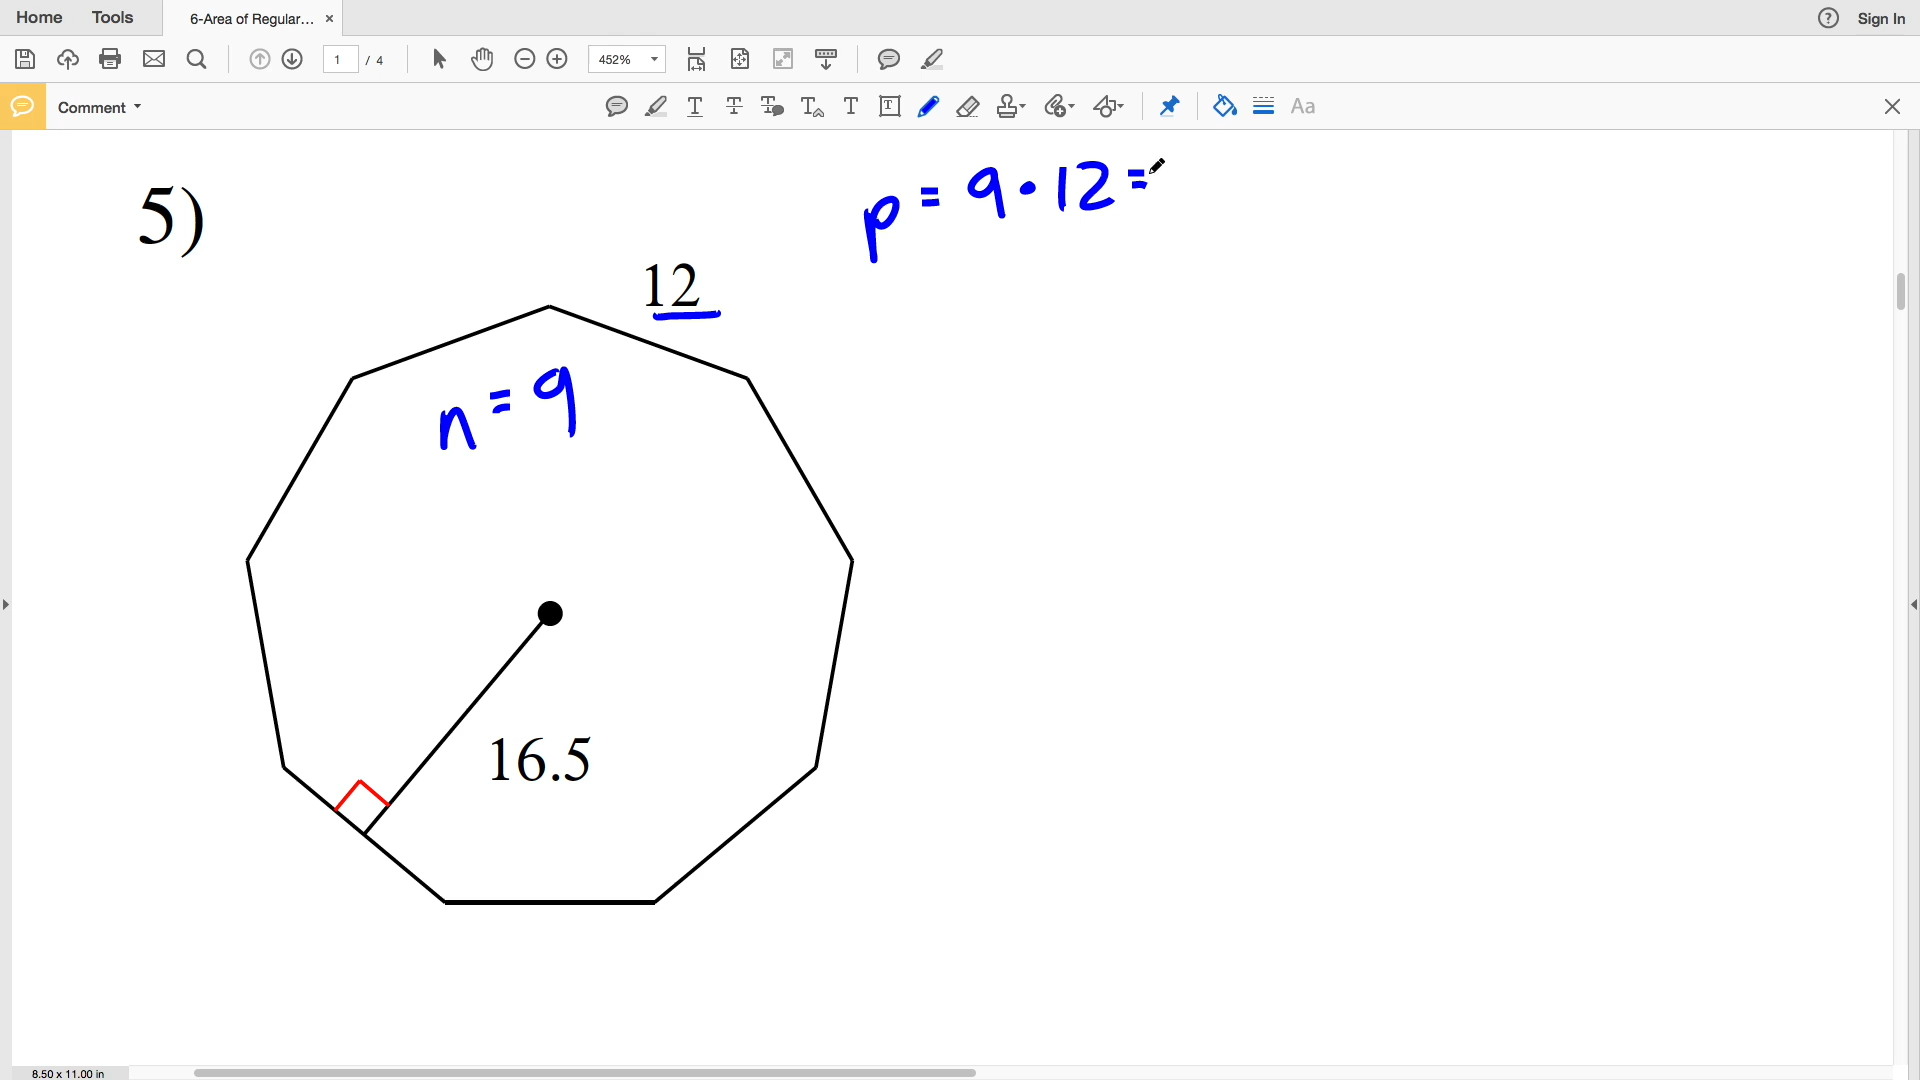 Home Tools 6-Area of Regular... × ? Sign In
1 / 4 452%
Comment T T T T T T Aa
5)
p = 9 · 12 =
12
n = 9
16.5
8.50 x 11.00 in